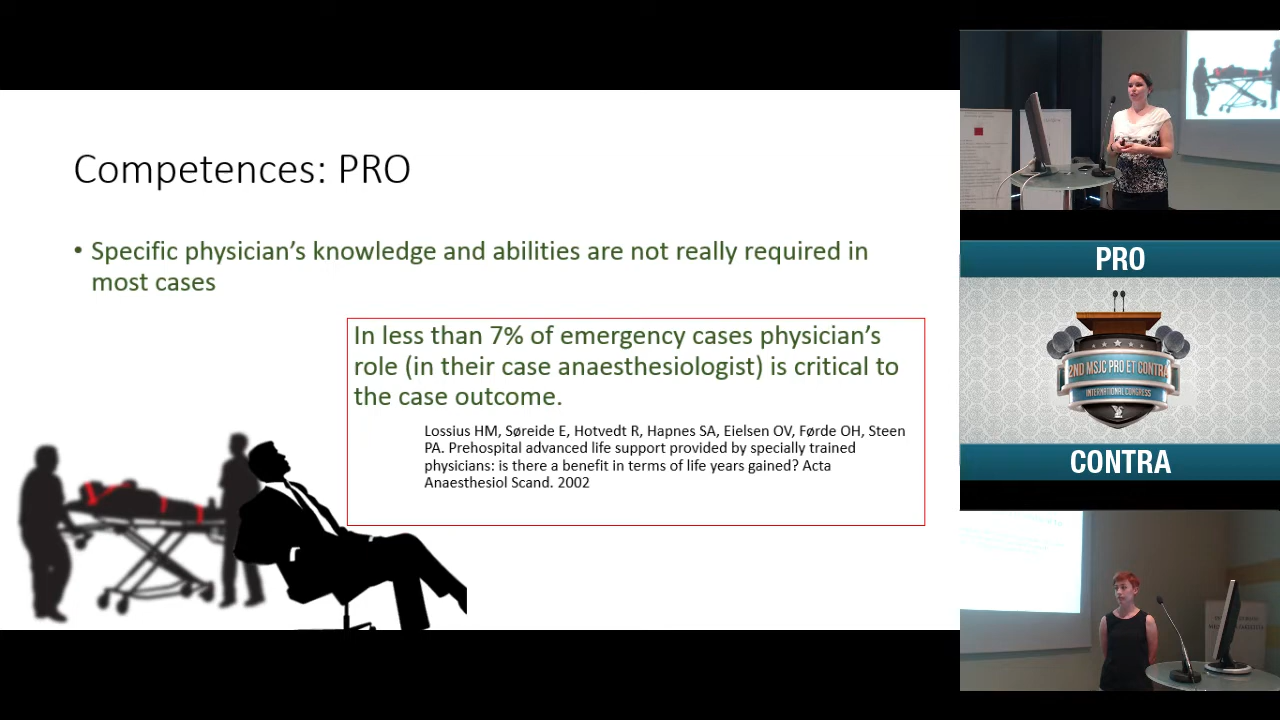 Competences: PRO
• Specific physician's knowledge and abilities are not really required in
most cases
In less than 7% of emergency cases physician's
role (in their case anaesthesiologist) is critical to
the case outcome.
Lossius HM, Søreide E, Hotvedt R, Hapnes SA, Eielsen OV, Førde OH, Steen
PA. Prehospital advanced life support provided by specially trained
physicians: is there a benefit in terms of life years gained? Acta
Anaesthesiol Scand. 2002
PRO
2ND MSJC PRO ET CONTRA
INTERNATIONAL CONGRESS
CONTRA